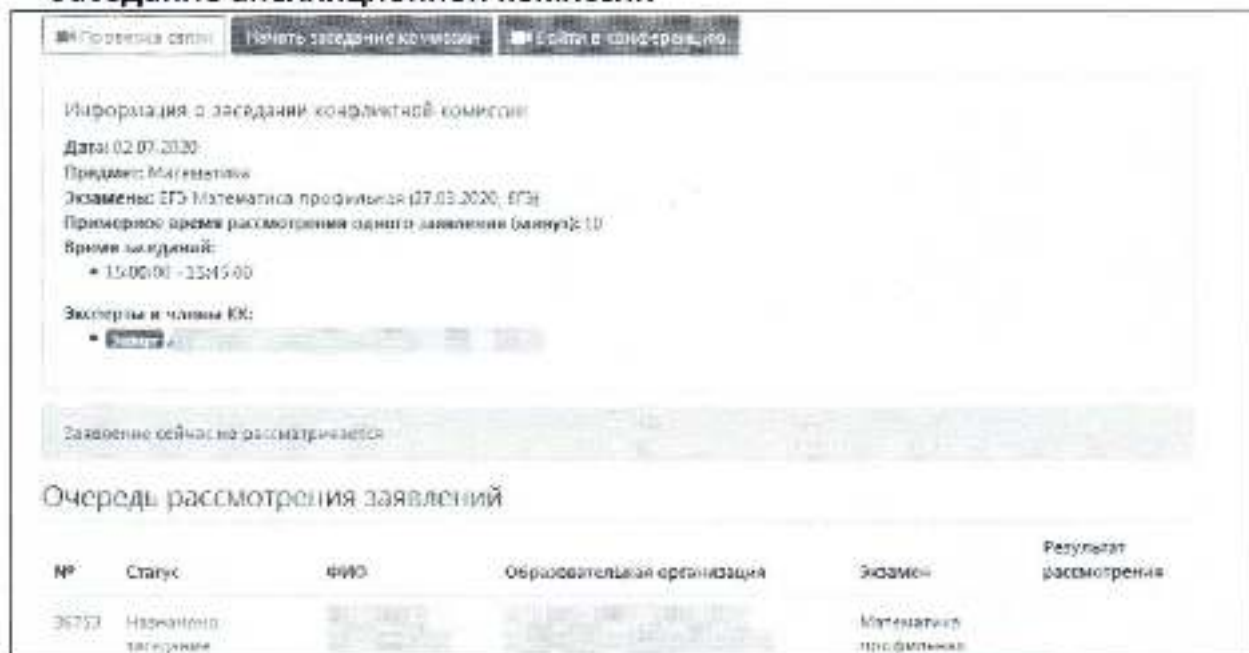 Заседание апелляционной комиссии
Проверка связи Начать заседание комиссии Войти в конференцию
Информация о заседании конфликтной комиссии
Дата: 02.07.2020
Предмет: Математика
Экзамены: ЕГЭ Математика профильная (27.03.2020, ЕГЭ)
Примерное время рассмотрения одного заявления (минут): 10
Время заседаний:
• 15:00:00 - 15:45:00
Эксперты и члены КК:
Заявление сейчас не рассматривается
Очередь рассмотрения заявлений
№ Статус ФИО Образовательная организация Экзамен Результат рассмотрения
36753 Назначено заседание Математика профильная